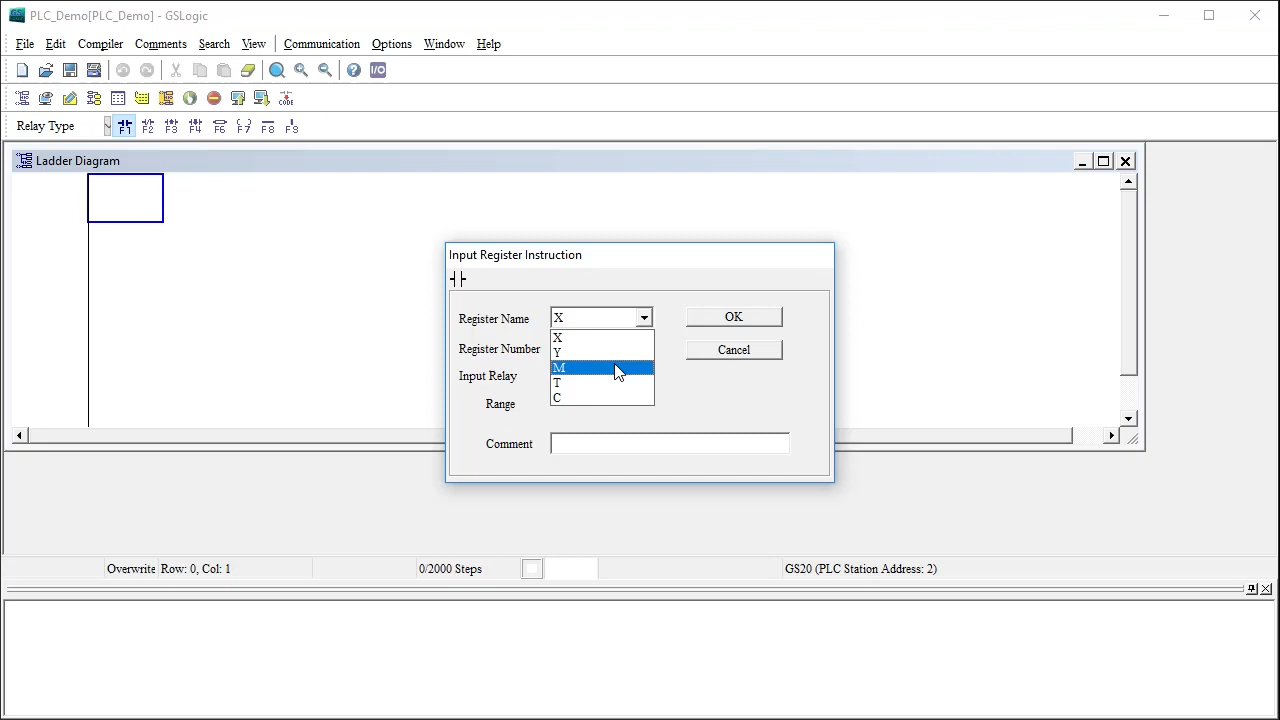 PLC_Demo[PLC_Demo] - GSLogic
File Edit Compiler Comments Search View Communication Options Window Help
I/O
CODE
Relay Type F1 F2 F3 F4 F6 F7 F8 F9
Ladder Diagram
Input Register Instruction
Register Name X OK
X
Register Number Y Cancel
M
Input Relay T
Range C
Comment
Overwrite Row: 0, Col: 1 0/2000 Steps GS20 (PLC Station Address: 2)